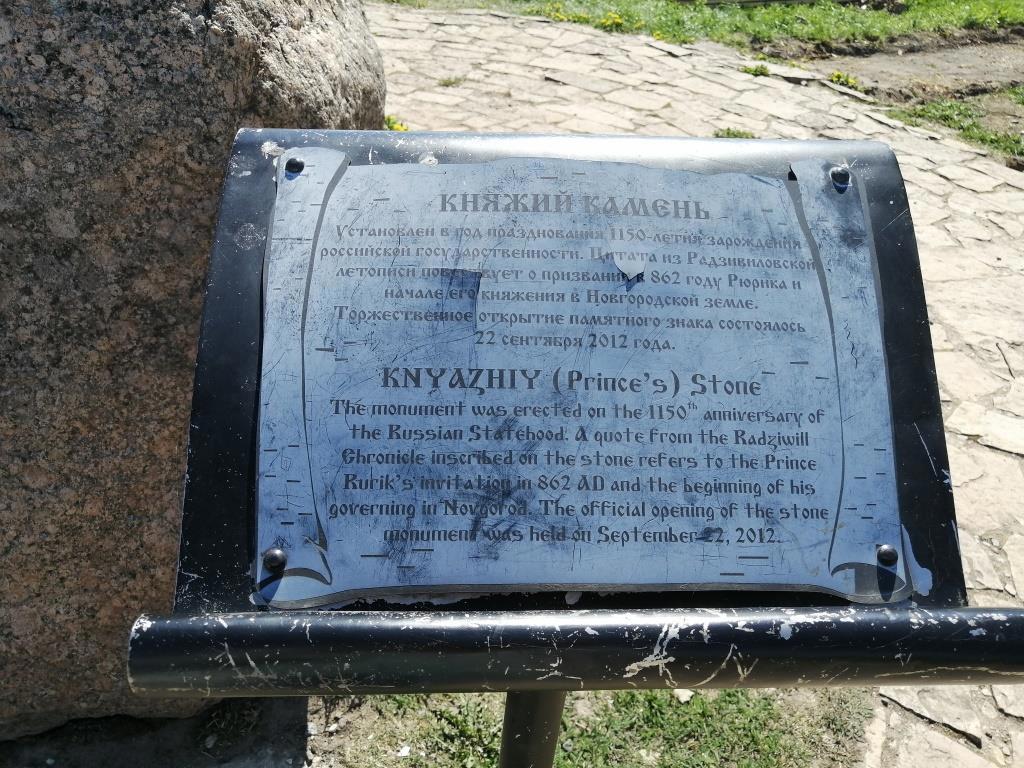 КНЯЖИЙ КАМЕНЬ
Установлен в год празднования 1150-летия зарождения
российской государственности. Цитата из Радзивиловской
летописи повествует о призвании в 862 году Рюрика и
начале его княжения в Новгородской земле.
Торжественное открытие памятного знака состоялось
22 сентября 2012 года.
KNYAZHIY (Prince's) Stone
The monument was erected on the 1150th anniversary of
the Russian Statehood. A quote from the Radziwill
Chronicle inscribed on the stone refers to the Prince
Rurik's invitation in 862 AD and the beginning of his
governing in Novgorod. The official opening of the stone
monument was held on September 22, 2012.